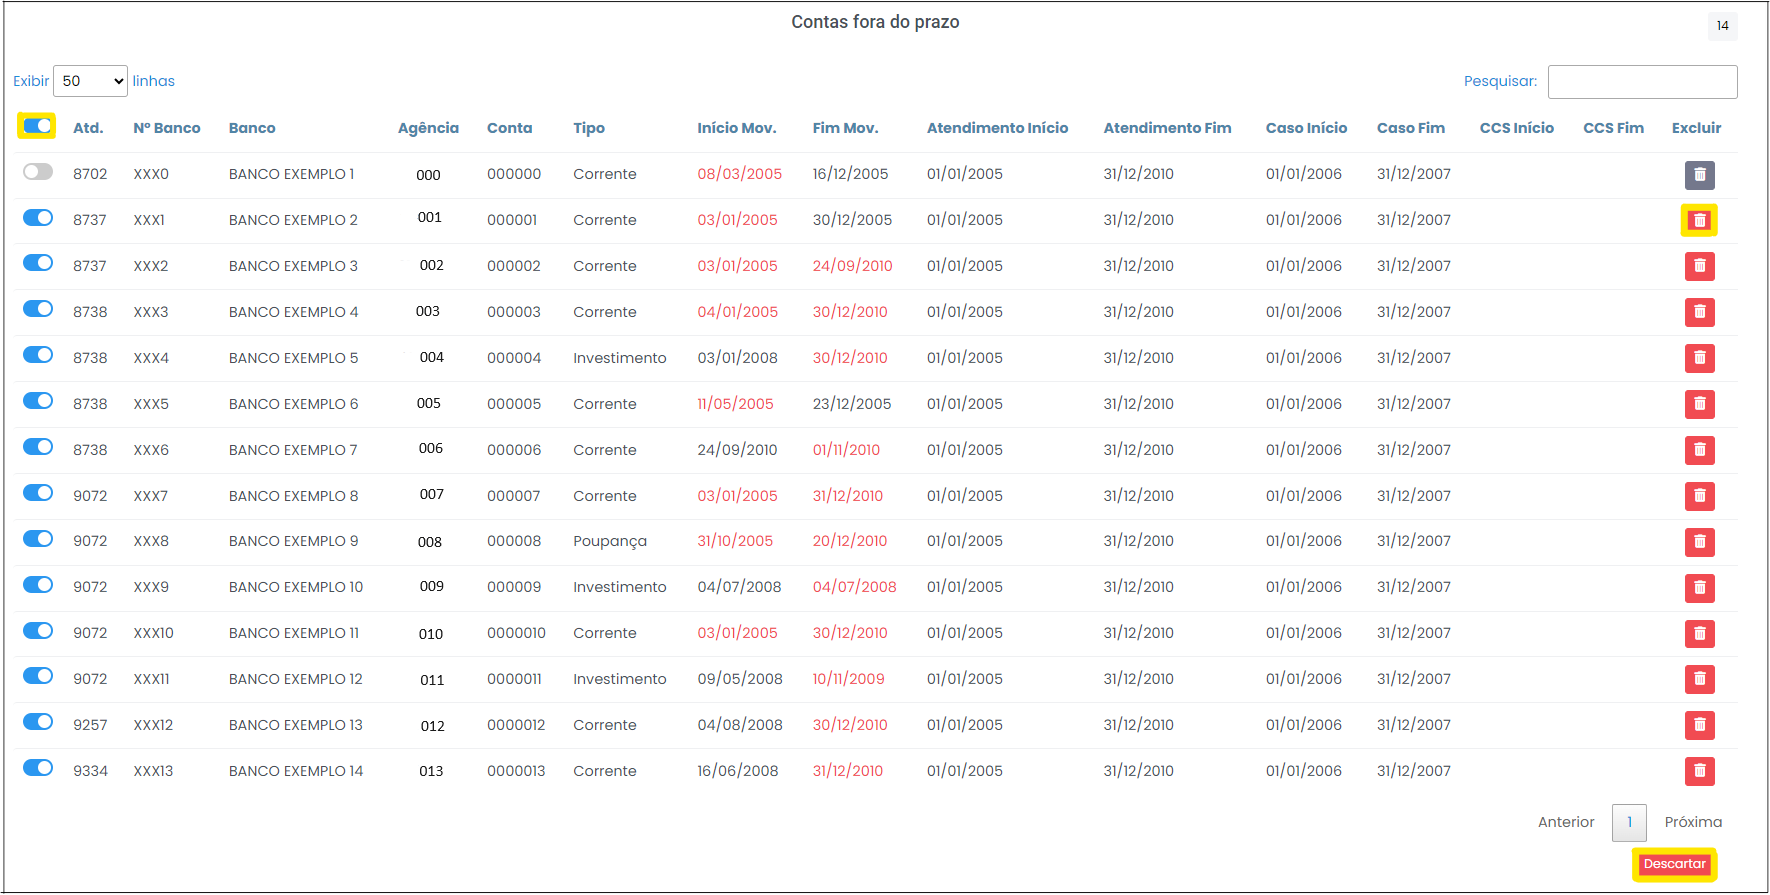 Contas fora do prazo
14
Exibir 50 linhas
Pesquisar:
Atd. Nº Banco Banco Agência Conta Tipo Início Mov. Fim Mov. Atendimento Início Atendimento Fim Caso Início Caso Fim CCS Início CCS Fim Excluir
8702 XXX0 BANCO EXEMPLO 1 000 000000 Corrente 08/03/2005 16/12/2005 01/01/2005 31/12/2010 01/01/2006 31/12/2007
8737 XXX1 BANCO EXEMPLO 2 001 000001 Corrente 03/01/2005 30/12/2005 01/01/2005 31/12/2010 01/01/2006 31/12/2007
8737 XXX2 BANCO EXEMPLO 3 002 000002 Corrente 03/01/2005 24/09/2010 01/01/2005 31/12/2010 01/01/2006 31/12/2007
8738 XXX3 BANCO EXEMPLO 4 003 000003 Corrente 04/01/2005 30/12/2010 01/01/2005 31/12/2010 01/01/2006 31/12/2007
8738 XXX4 BANCO EXEMPLO 5 004 000004 Investimento 03/01/2008 30/12/2010 01/01/2005 31/12/2010 01/01/2006 31/12/2007
8738 XXX5 BANCO EXEMPLO 6 005 000005 Corrente 11/05/2005 23/12/2005 01/01/2005 31/12/2010 01/01/2006 31/12/2007
8738 XXX6 BANCO EXEMPLO 7 006 000006 Corrente 24/09/2010 01/11/2010 01/01/2005 31/12/2010 01/01/2006 31/12/2007
9072 XXX7 BANCO EXEMPLO 8 007 000007 Corrente 03/01/2005 31/12/2010 01/01/2005 31/12/2010 01/01/2006 31/12/2007
9072 XXX8 BANCO EXEMPLO 9 008 000008 Poupança 31/10/2005 20/12/2010 01/01/2005 31/12/2010 01/01/2006 31/12/2007
9072 XXX9 BANCO EXEMPLO 10 009 000009 Investimento 04/07/2008 04/07/2008 01/01/2005 31/12/2010 01/01/2006 31/12/2007
9072 XXX10 BANCO EXEMPLO 11 010 0000010 Corrente 03/01/2005 30/12/2010 01/01/2005 31/12/2010 01/01/2006 31/12/2007
9072 XXX11 BANCO EXEMPLO 12 011 0000011 Investimento 09/05/2008 10/11/2009 01/01/2005 31/12/2010 01/01/2006 31/12/2007
9257 XXX12 BANCO EXEMPLO 13 012 0000012 Corrente 04/08/2008 30/12/2010 01/01/2005 31/12/2010 01/01/2006 31/12/2007
9334 XXX13 BANCO EXEMPLO 14 013 0000013 Corrente 16/06/2008 31/12/2010 01/01/2005 31/12/2010 01/01/2006 31/12/2007
Anterior 1 Próxima
Descartar